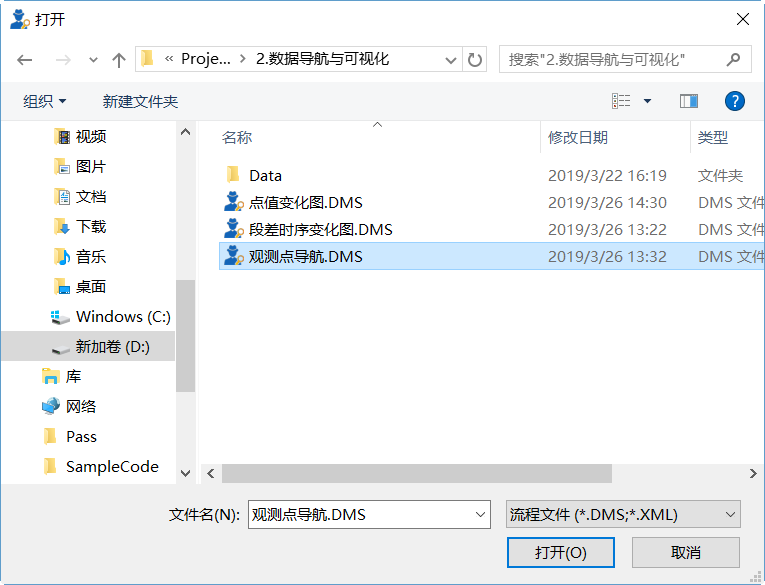 打开
« Proje... › 2.数据导航与可视化
搜索"2.数据导航与可视化"
组织
新建文件夹
?
视频
图片
文档
下载
音乐
桌面
Windows (C:)
新加卷 (D:)
库
网络
Pass
SampleCode
名称 修改日期 类型
Data 2019/3/22 16:19 文件夹
点值变化图.DMS 2019/3/26 14:30 DMS 文件
段差时序变化图.DMS 2019/3/26 13:22 DMS 文件
观测点导航.DMS 2019/3/26 13:32 DMS 文件
文件名(N): 观测点导航.DMS 流程文件 (*.DMS;*.XML)
打开(O) 取消